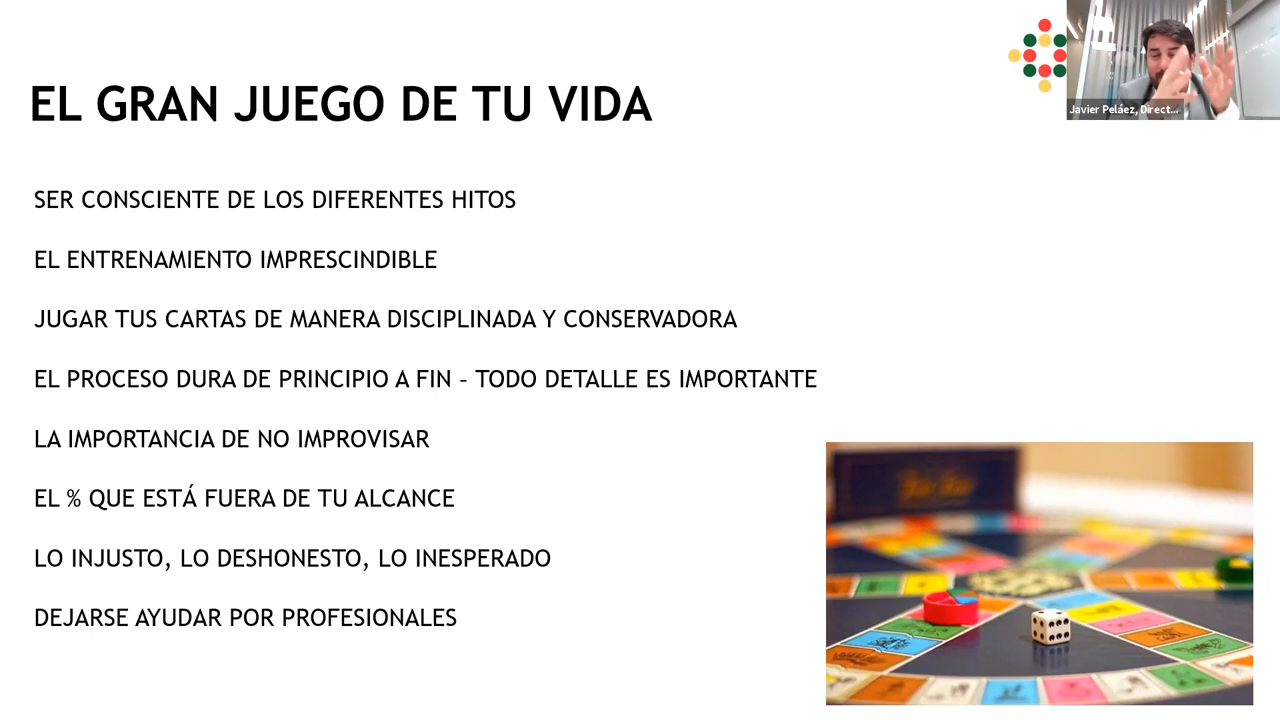 EL GRAN JUEGO DE TU VIDA
Javier Peláez, Direct...
SER CONSCIENTE DE LOS DIFERENTES HITOS
EL ENTRENAMIENTO IMPRESCINDIBLE
JUGAR TUS CARTAS DE MANERA DISCIPLINADA Y CONSERVADORA
EL PROCESO DURA DE PRINCIPIO A FIN – TODO DETALLE ES IMPORTANTE
LA IMPORTANCIA DE NO IMPROVISAR
EL % QUE ESTÁ FUERA DE TU ALCANCE
LO INJUSTO, LO DESHONESTO, LO INESPERADO
DEJARSE AYUDAR POR PROFESIONALES